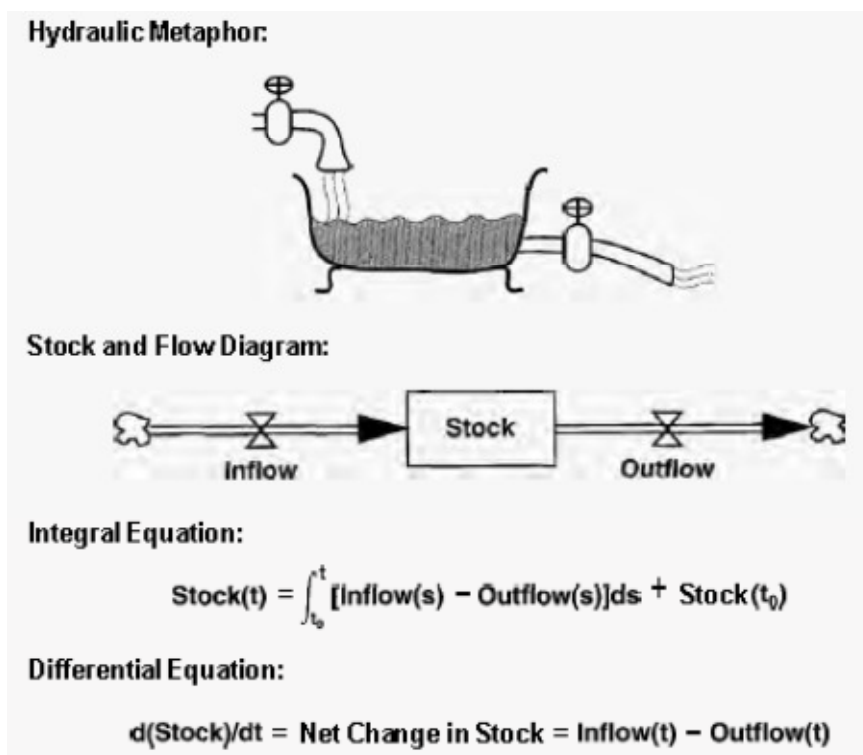 Hydraulic Metaphor:
Stock and Flow Diagram:
Stock
Inflow
Outflow
Integral Equation:
Stock(t) = ∫ₜ₀ᵗ [Inflow(s) − Outflow(s)]ds + Stock(t₀)
Differential Equation:
d(Stock)/dt = Net Change in Stock = Inflow(t) − Outflow(t)